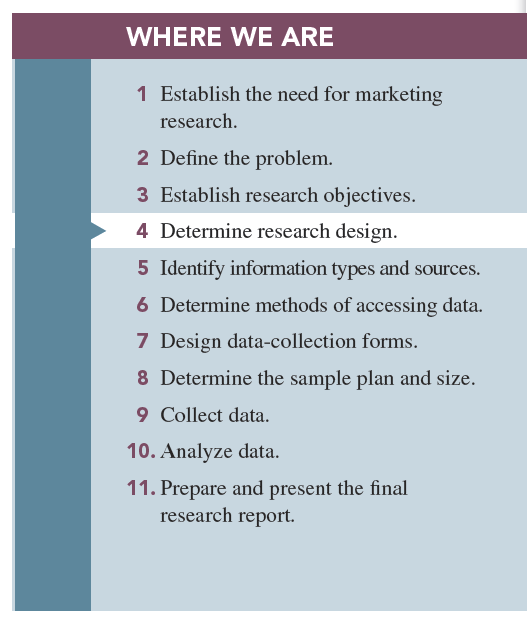 WHERE WE ARE
1 Establish the need for marketing
research.
2 Define the problem.
3 Establish research objectives.
4 Determine research design.
5 Identify information types and sources.
6 Determine methods of accessing data.
7 Design data-collection forms.
8 Determine the sample plan and size.
9 Collect data.
10. Analyze data.
11. Prepare and present the final
research report.